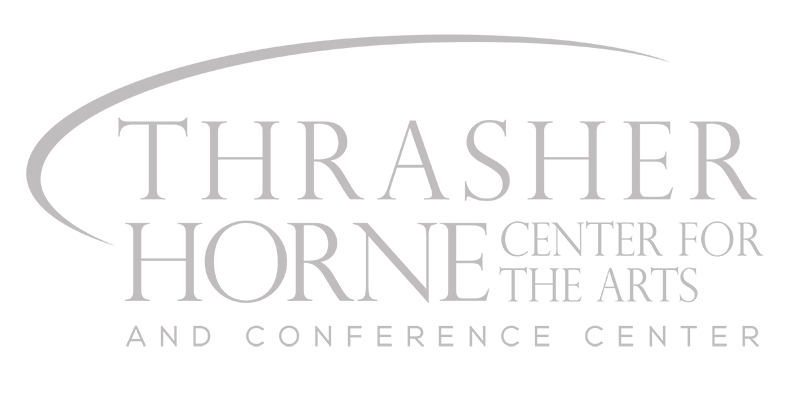 THRASHER
HORNE
CENTER FOR
THE ARTS
AND CONFERENCE CENTER